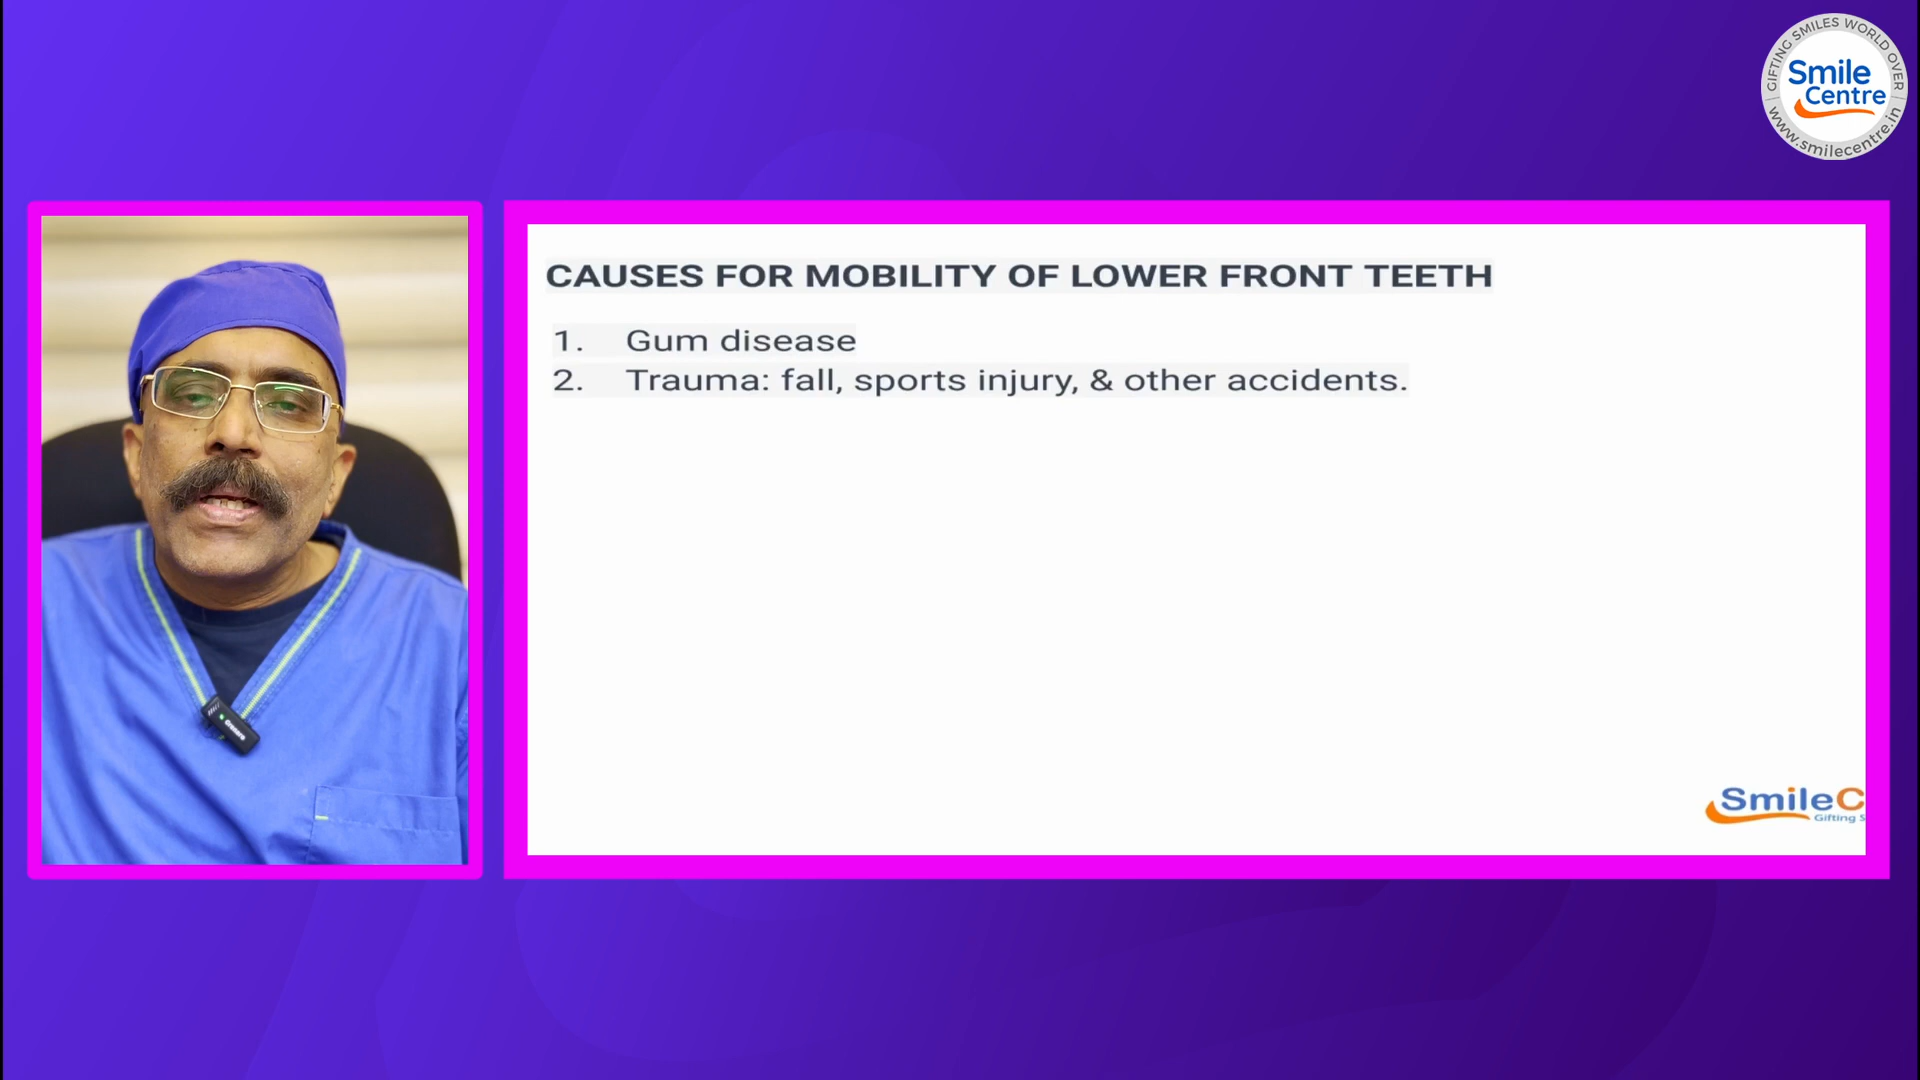 GIFTING SMILES WORLD OVER
Smile
Centre
www.smilecentre.in
CAUSES FOR MOBILITY OF LOWER FRONT TEETH
1. Gum disease
2. Trauma: fall, sports injury, & other accidents.
SmileC
Gifting S